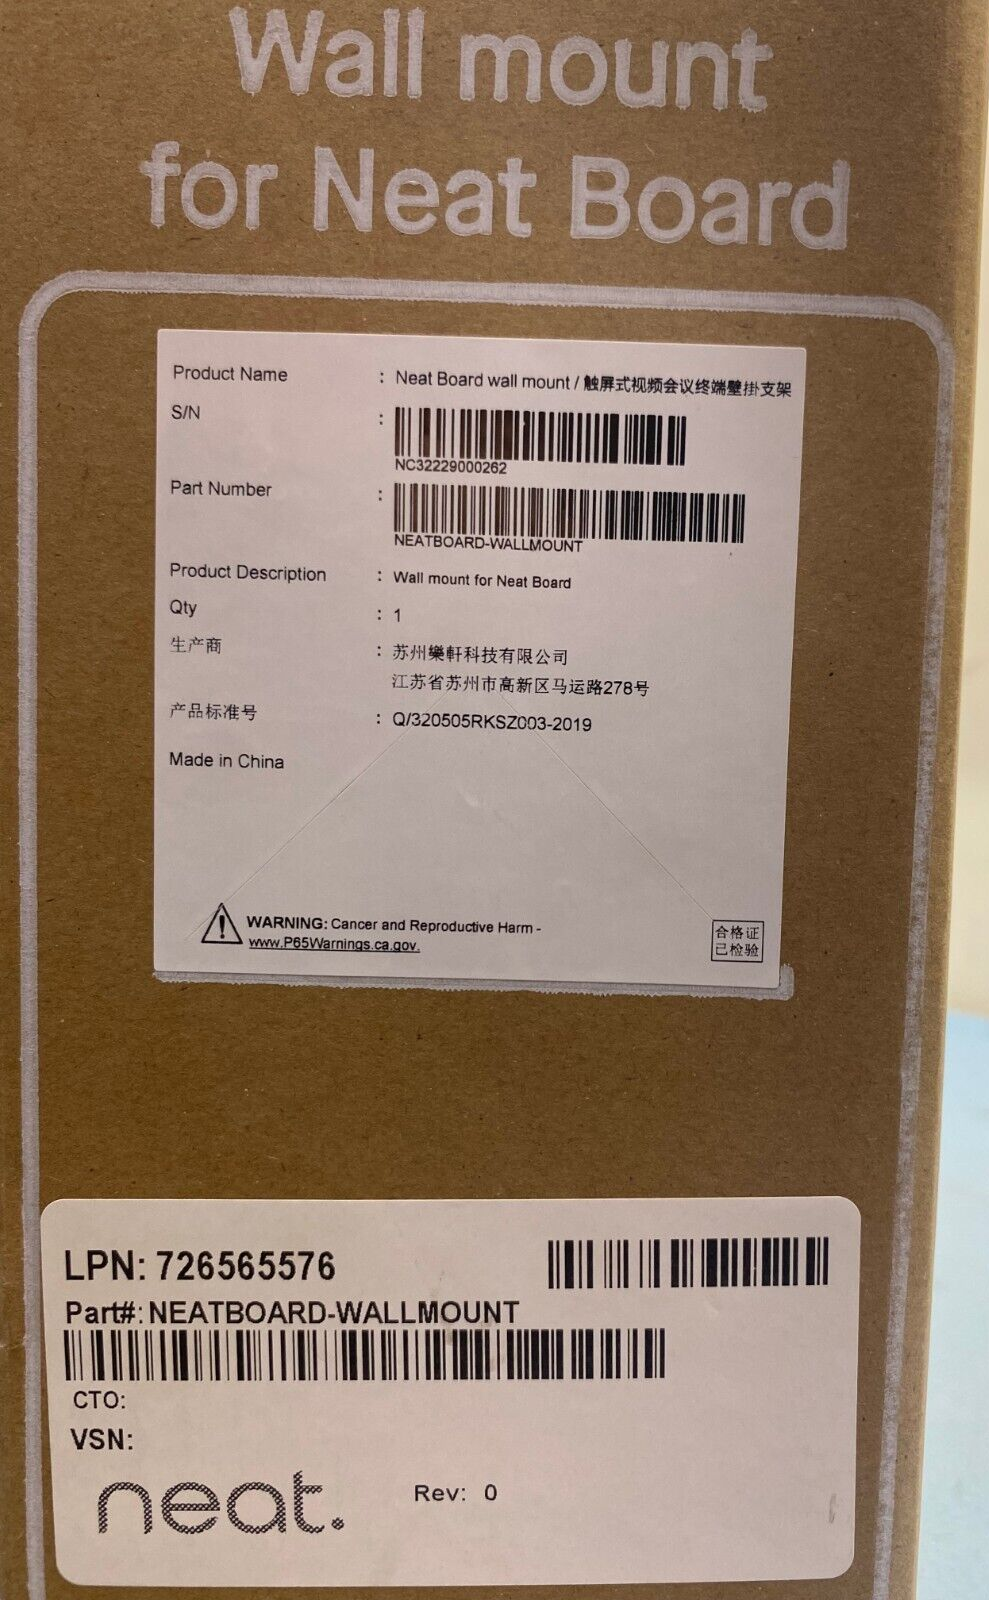 Wall mount
for Neat Board
Product Name : Neat Board wall mount / 触屏式视频会议终端壁掛支架
S/N :
NC32229000262
Part Number :
NEATBOARD-WALLMOUNT
Product Description : Wall mount for Neat Board
Qty : 1
生产商 : 苏州樂軒科技有限公司
江苏省苏州市高新区马运路278号
产品标准号 : Q/320505RKSZ003-2019
Made in China
WARNING: Cancer and Reproductive Harm -
www.P65Warnings.ca.gov.
合格证
已检验
LPN: 726565576
Part#: NEATBOARD-WALLMOUNT
CTO:
VSN:
neat.
Rev: 0